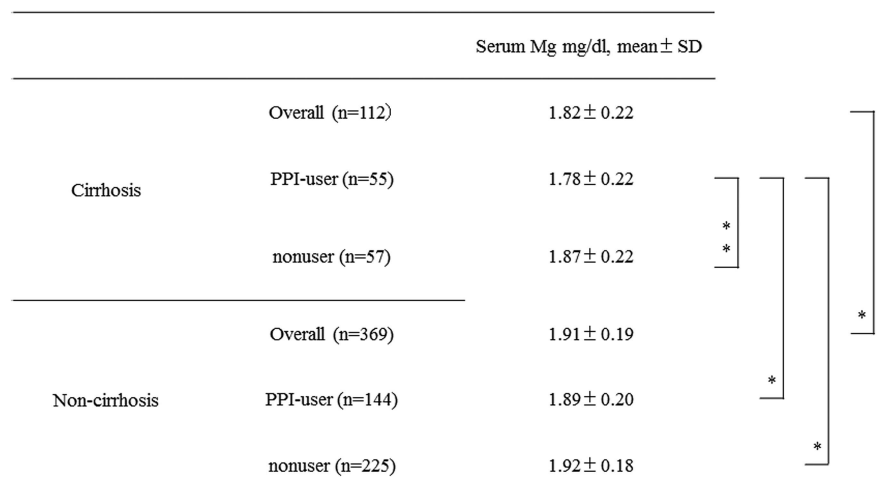 Serum Mg mg/dl, mean± SD
Overall (n=112) 1.82± 0.22
Cirrhosis PPI-user (n=55) 1.78± 0.22
*
*
nonuser (n=57) 1.87± 0.22
*
Overall (n=369) 1.91± 0.19
*
Non-cirrhosis PPI-user (n=144) 1.89± 0.20
*
nonuser (n=225) 1.92± 0.18